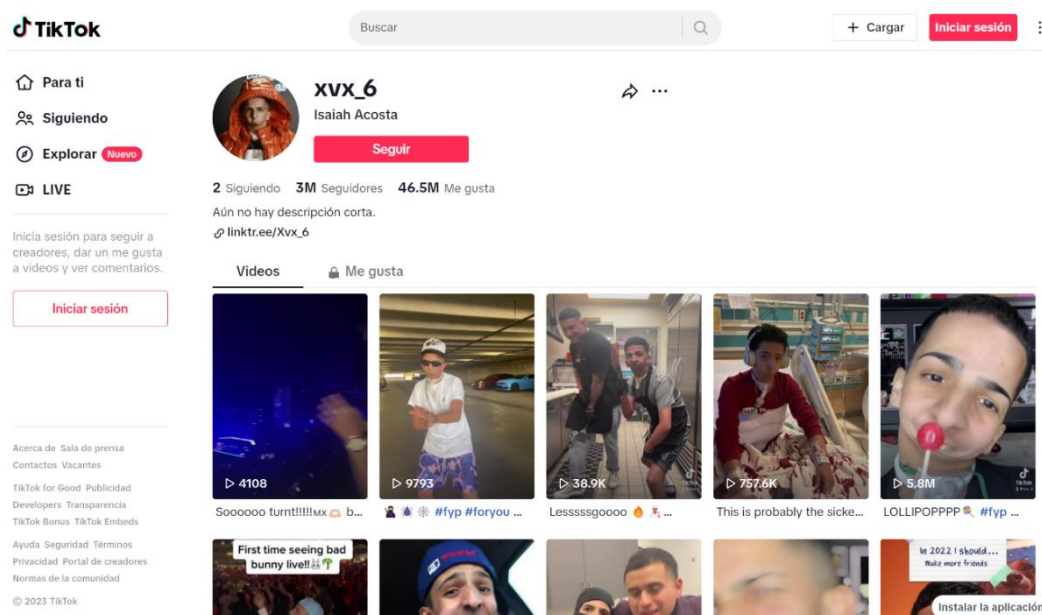 TikTok
Buscar
+ Cargar
Iniciar sesión
Para ti
Siguiendo
Explorar Nuevo
LIVE
Inicia sesión para seguir a
creadores, dar un me gusta
a videos y ver comentarios.
Iniciar sesión
Acerca de Sala de prensa
Contactos Vacantes
TikTok for Good Publicidad
Developers Transparencia
TikTok Bonus TikTok Embeds
Ayuda Seguridad Términos
Privacidad Portal de creadores
Normas de la comunidad
© 2023 TikTok
xvx_6
Isaiah Acosta
Seguir
2 Siguiendo 3M Seguidores 46.5M Me gusta
Aún no hay descripción corta.
linktr.ee/Xvx_6
Videos
Me gusta
4108
9793
38.9K
757.6K
5.8M
Soooooo turnt!!!!!🇲🇽🫶🏻 b...
#fyp #foryou ...
Lesssssgoooo 🔥 ...
This is probably the sicke...
LOLLIPOPPPP🍭 #fyp ...
First time seeing bad
bunny live!!🐰🌴
In 2022 I should...
Make more friends
Instalar la aplicación